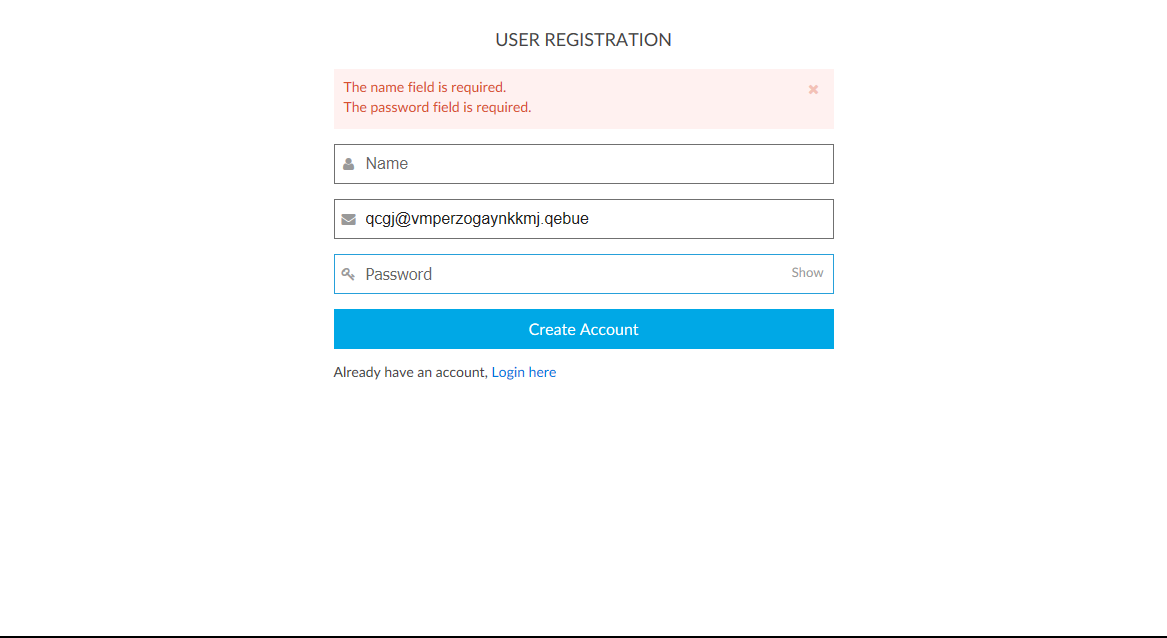 USER REGISTRATION
The name field is required.
The password field is required.
Name
qcgj@vmperzogaynkkmj.qebue
Password Show
Create Account
Already have an account, Login here